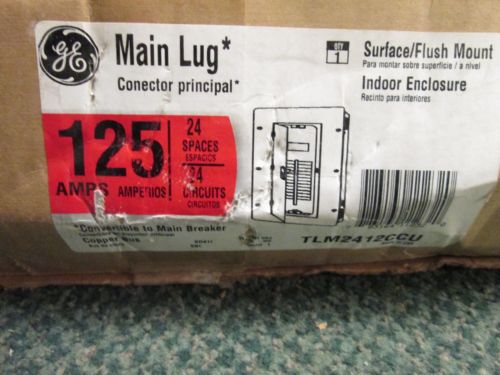 GE
Main Lug*
Conector principal*
QTY
1
Surface/Flush Mount
Para montar sobre superficie / a nivel
Indoor Enclosure
Recinto para interiores
125
AMPS AMPERIOS
24
SPACES
ESPACIOS
24
CIRCUITS
CIRCUITOS
*Convertible to Main Breaker
Copper Bus
TLM2412CCU